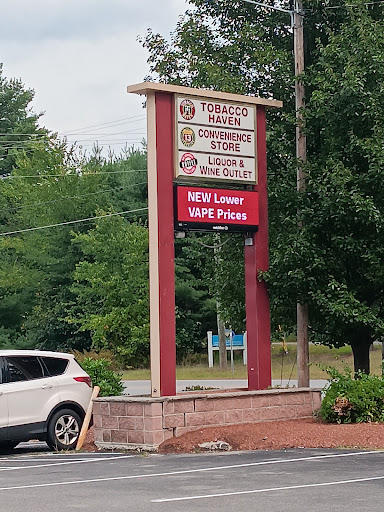 TOBACCO
HAVEN
CONVENIENCE
STORE
LIQUOR &
WINE OUTLET
NEW Lower
VAPE Prices